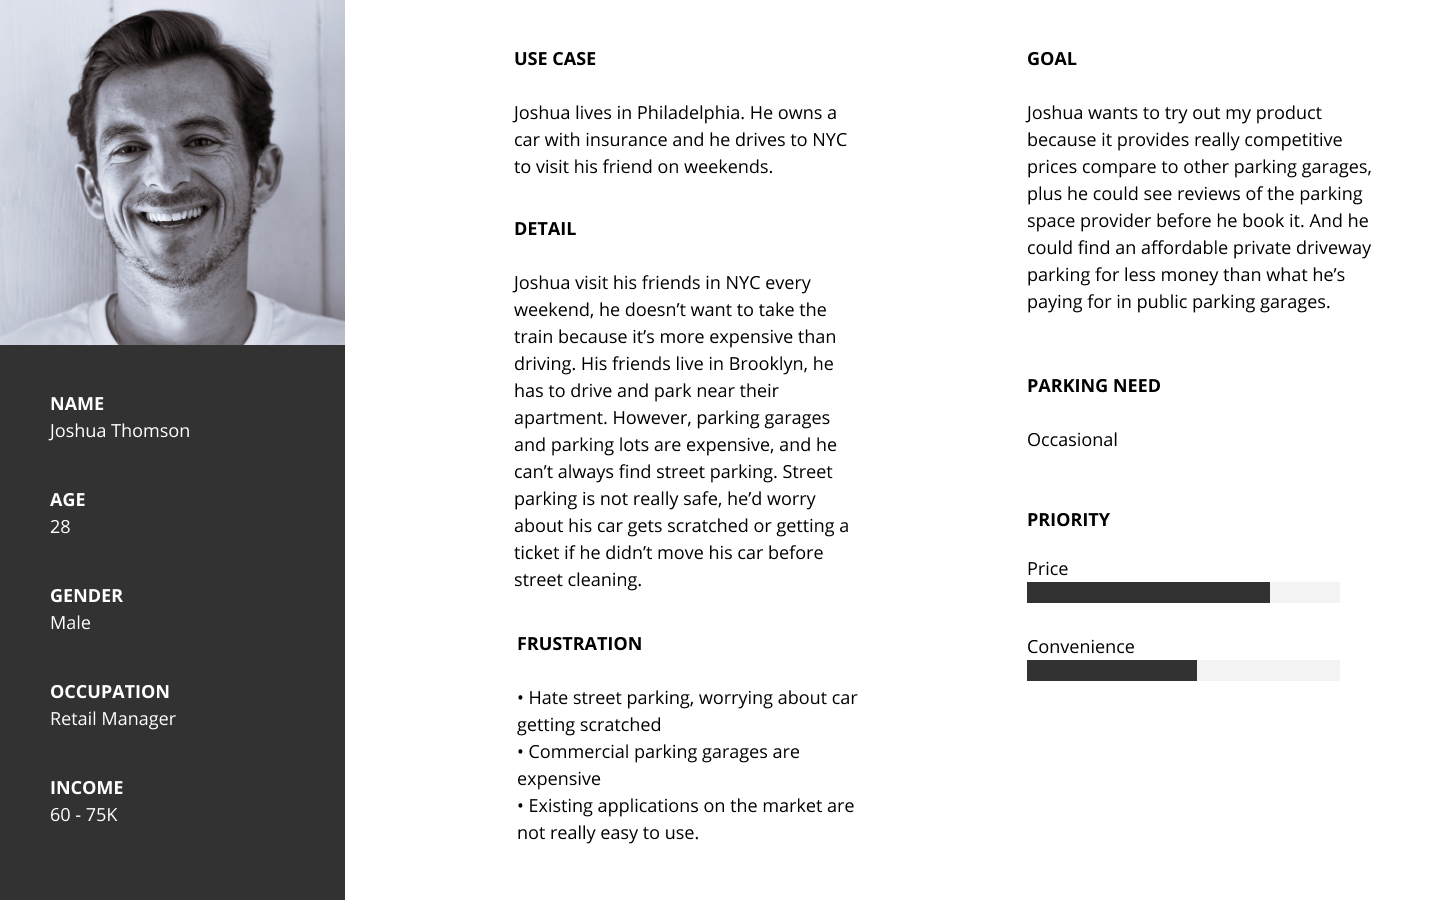 NAME
Joshua Thomson
AGE
28
GENDER
Male
OCCUPATION
Retail Manager
INCOME
60 - 75K
USE CASE
Joshua lives in Philadelphia. He owns a
car with insurance and he drives to NYC
to visit his friend on weekends.
DETAIL
Joshua visit his friends in NYC every
weekend, he doesn’t want to take the
train because it’s more expensive than
driving. His friends live in Brooklyn, he
has to drive and park near their
apartment. However, parking garages
and parking lots are expensive, and he
can’t always find street parking. Street
parking is not really safe, he’d worry
about his car gets scratched or getting a
ticket if he didn’t move his car before
street cleaning.
FRUSTRATION
• Hate street parking, worrying about car
getting scratched
• Commercial parking garages are
expensive
• Existing applications on the market are
not really easy to use.
GOAL
Joshua wants to try out my product
because it provides really competitive
prices compare to other parking garages,
plus he could see reviews of the parking
space provider before he book it. And he
could find an affordable private driveway
parking for less money than what he’s
paying for in public parking garages.
PARKING NEED
Occasional
PRIORITY
Price
Convenience